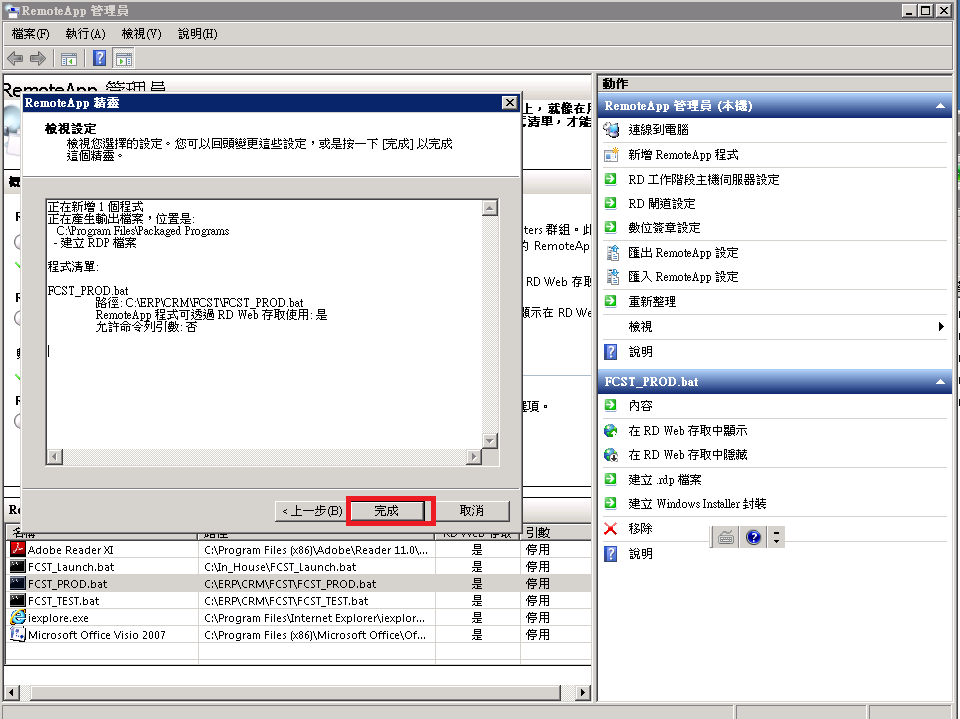 RemoteApp 管理員
檔案(F) 執行(A) 檢視(V) 說明(H)
RemoteApp 管理員
RemoteApp 精靈
檢視設定
檢視您選擇的設定。您可以回頭變更這些設定，或是按一下 [完成] 以完成
這個精靈。
正在新增 1 個程式
正在產生輸出檔案，位置是:
C:\Program Files\Packaged Programs
- 建立 RDP 檔案
程式清單:
FCST_PROD.bat
路徑: C:\ERP\CRM\FCST\FCST_PROD.bat
RemoteApp 程式可透過 RD Web 存取使用: 是
允許命令列引數: 否
< 上一步(B) 完成 取消
上，就像在
清單，才能
ters 群組。此
的 RemoteAp
RD Web 存取
顯示在 RD We
選項。
名稱 路徑 RD Web 存取 引數
Adobe Reader XI C:\Program Files (x86)\Adobe\Reader 11.0\... 是 停用
FCST_Launch.bat C:\In_House\FCST_Launch.bat 是 停用
FCST_PROD.bat C:\ERP\CRM\FCST\FCST_PROD.bat 是 停用
FCST_TEST.bat C:\ERP\CRM\FCST\FCST_TEST.bat 是 停用
iexplore.exe C:\Program Files\Internet Explorer\iexplor... 是 停用
Microsoft Office Visio 2007 C:\Program Files (x86)\Microsoft Office\Of... 是 停用
動作
RemoteApp 管理員 (本機)
連線到電腦
新增 RemoteApp 程式
RD 工作階段主機伺服器設定
RD 閘道設定
數位簽章設定
匯出 RemoteApp 設定
匯入 RemoteApp 設定
重新整理
檢視
說明
FCST_PROD.bat
內容
在 RD Web 存取中顯示
在 RD Web 存取中隱藏
建立 .rdp 檔案
建立 Windows Installer 封裝
移除
說明